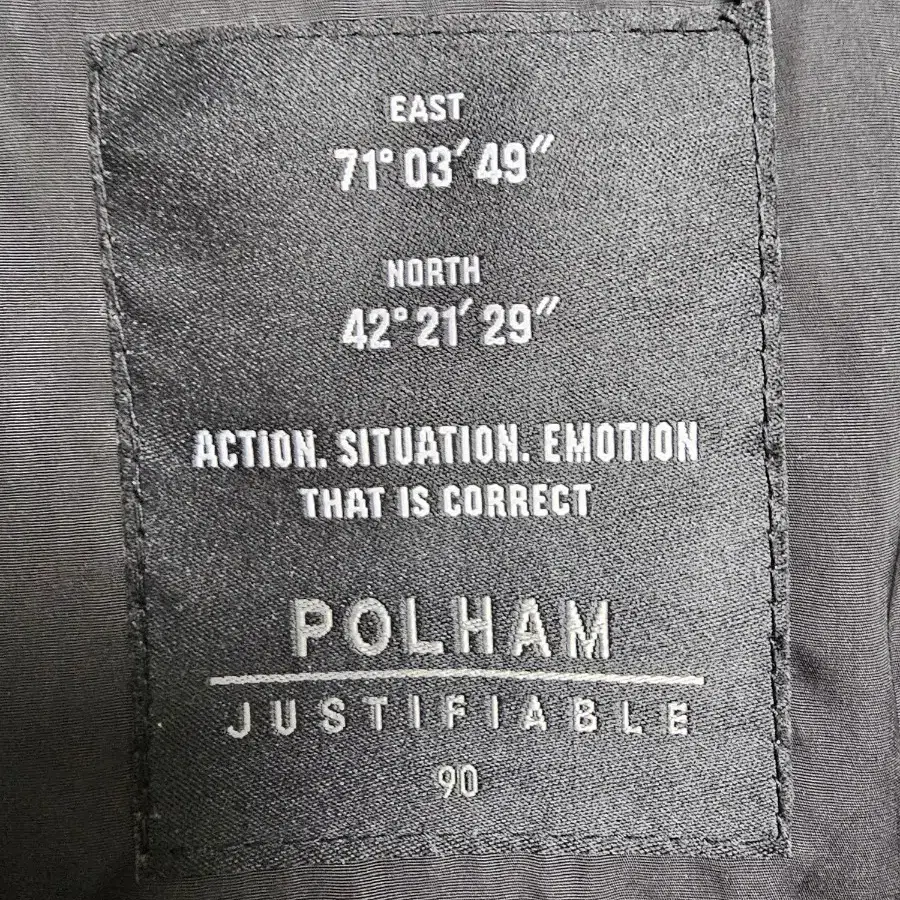 EAST
71° 03′ 49″
NORTH
42° 21′ 29″
ACTION. SITUATION. EMOTION
THAT IS CORRECT
POLHAM
JUSTIFIABLE
90